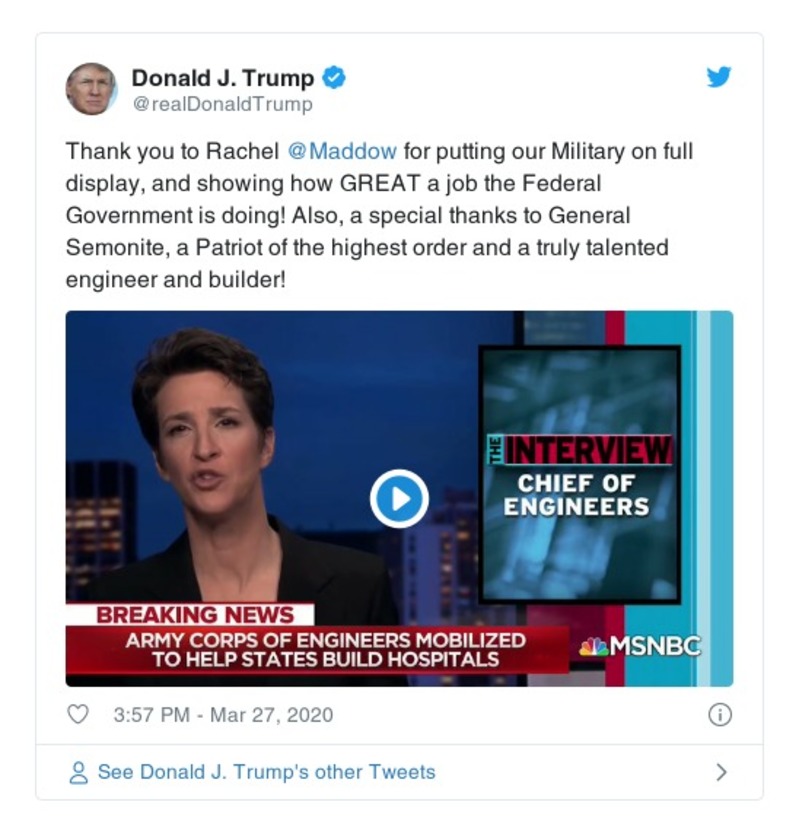 Donald J. Trump
@realDonaldTrump
Thank you to Rachel @Maddow for putting our Military on full
display, and showing how GREAT a job the Federal
Government is doing! Also, a special thanks to General
Semonite, a Patriot of the highest order and a truly talented
engineer and builder!
THE INTERVIEW
CHIEF OF
ENGINEERS
BREAKING NEWS
ARMY CORPS OF ENGINEERS MOBILIZED
TO HELP STATES BUILD HOSPITALS
MSNBC
3:57 PM - Mar 27, 2020
See Donald J. Trump's other Tweets